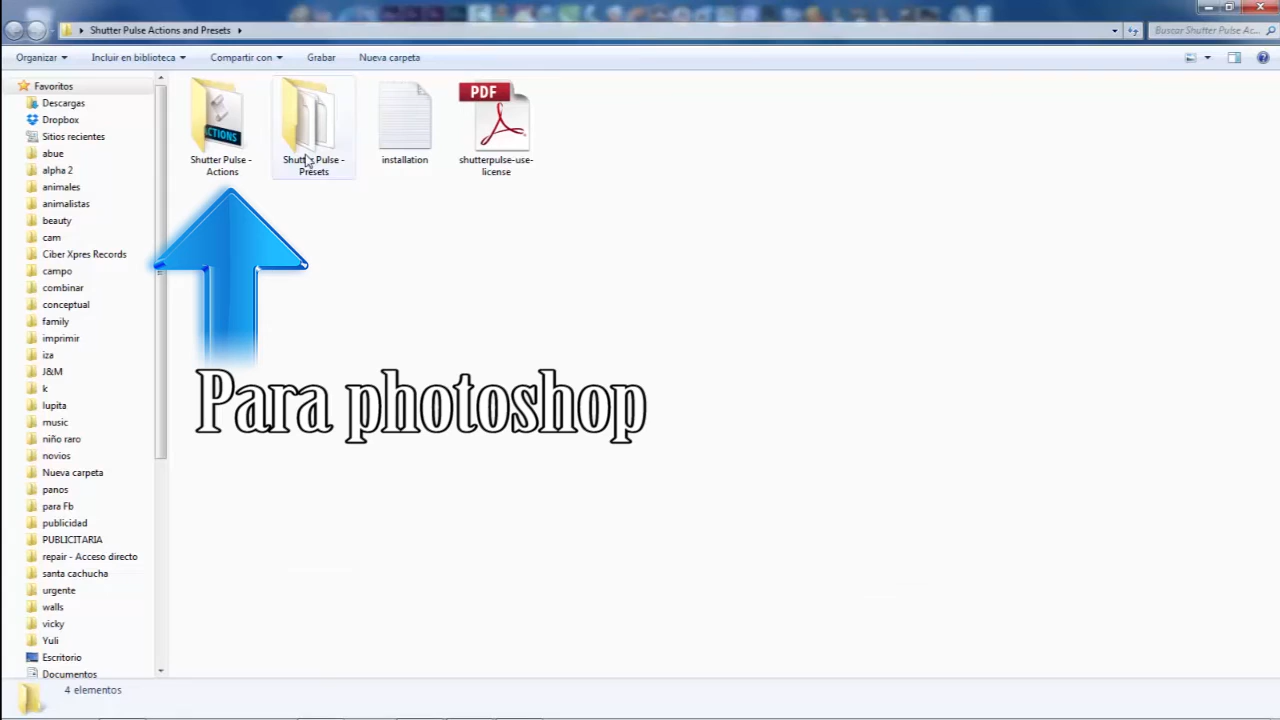 Shutter Pulse Actions and Presets
Buscar Shutter Pulse Ac...
Organizar
Incluir en biblioteca
Compartir con
Grabar
Nueva carpeta
Favoritos
Descargas
Dropbox
Sitios recientes
abue
alpha 2
animales
animalistas
beauty
cam
Ciber Xpres Records
campo
combinar
conceptual
family
imprimir
iza
J&M
k
lupita
music
niño raro
novios
Nueva carpeta
panos
para Fb
publicidad
PUBLICITARIA
repair - Acceso directo
santa cachucha
urgente
walls
vicky
Yuli
Escritorio
Documentos
ACTIONS
Shutter Pulse -
Actions
Shutter Pulse -
Presets
installation
PDF
shutterpulse-use-
license
Para photoshop
4 elementos